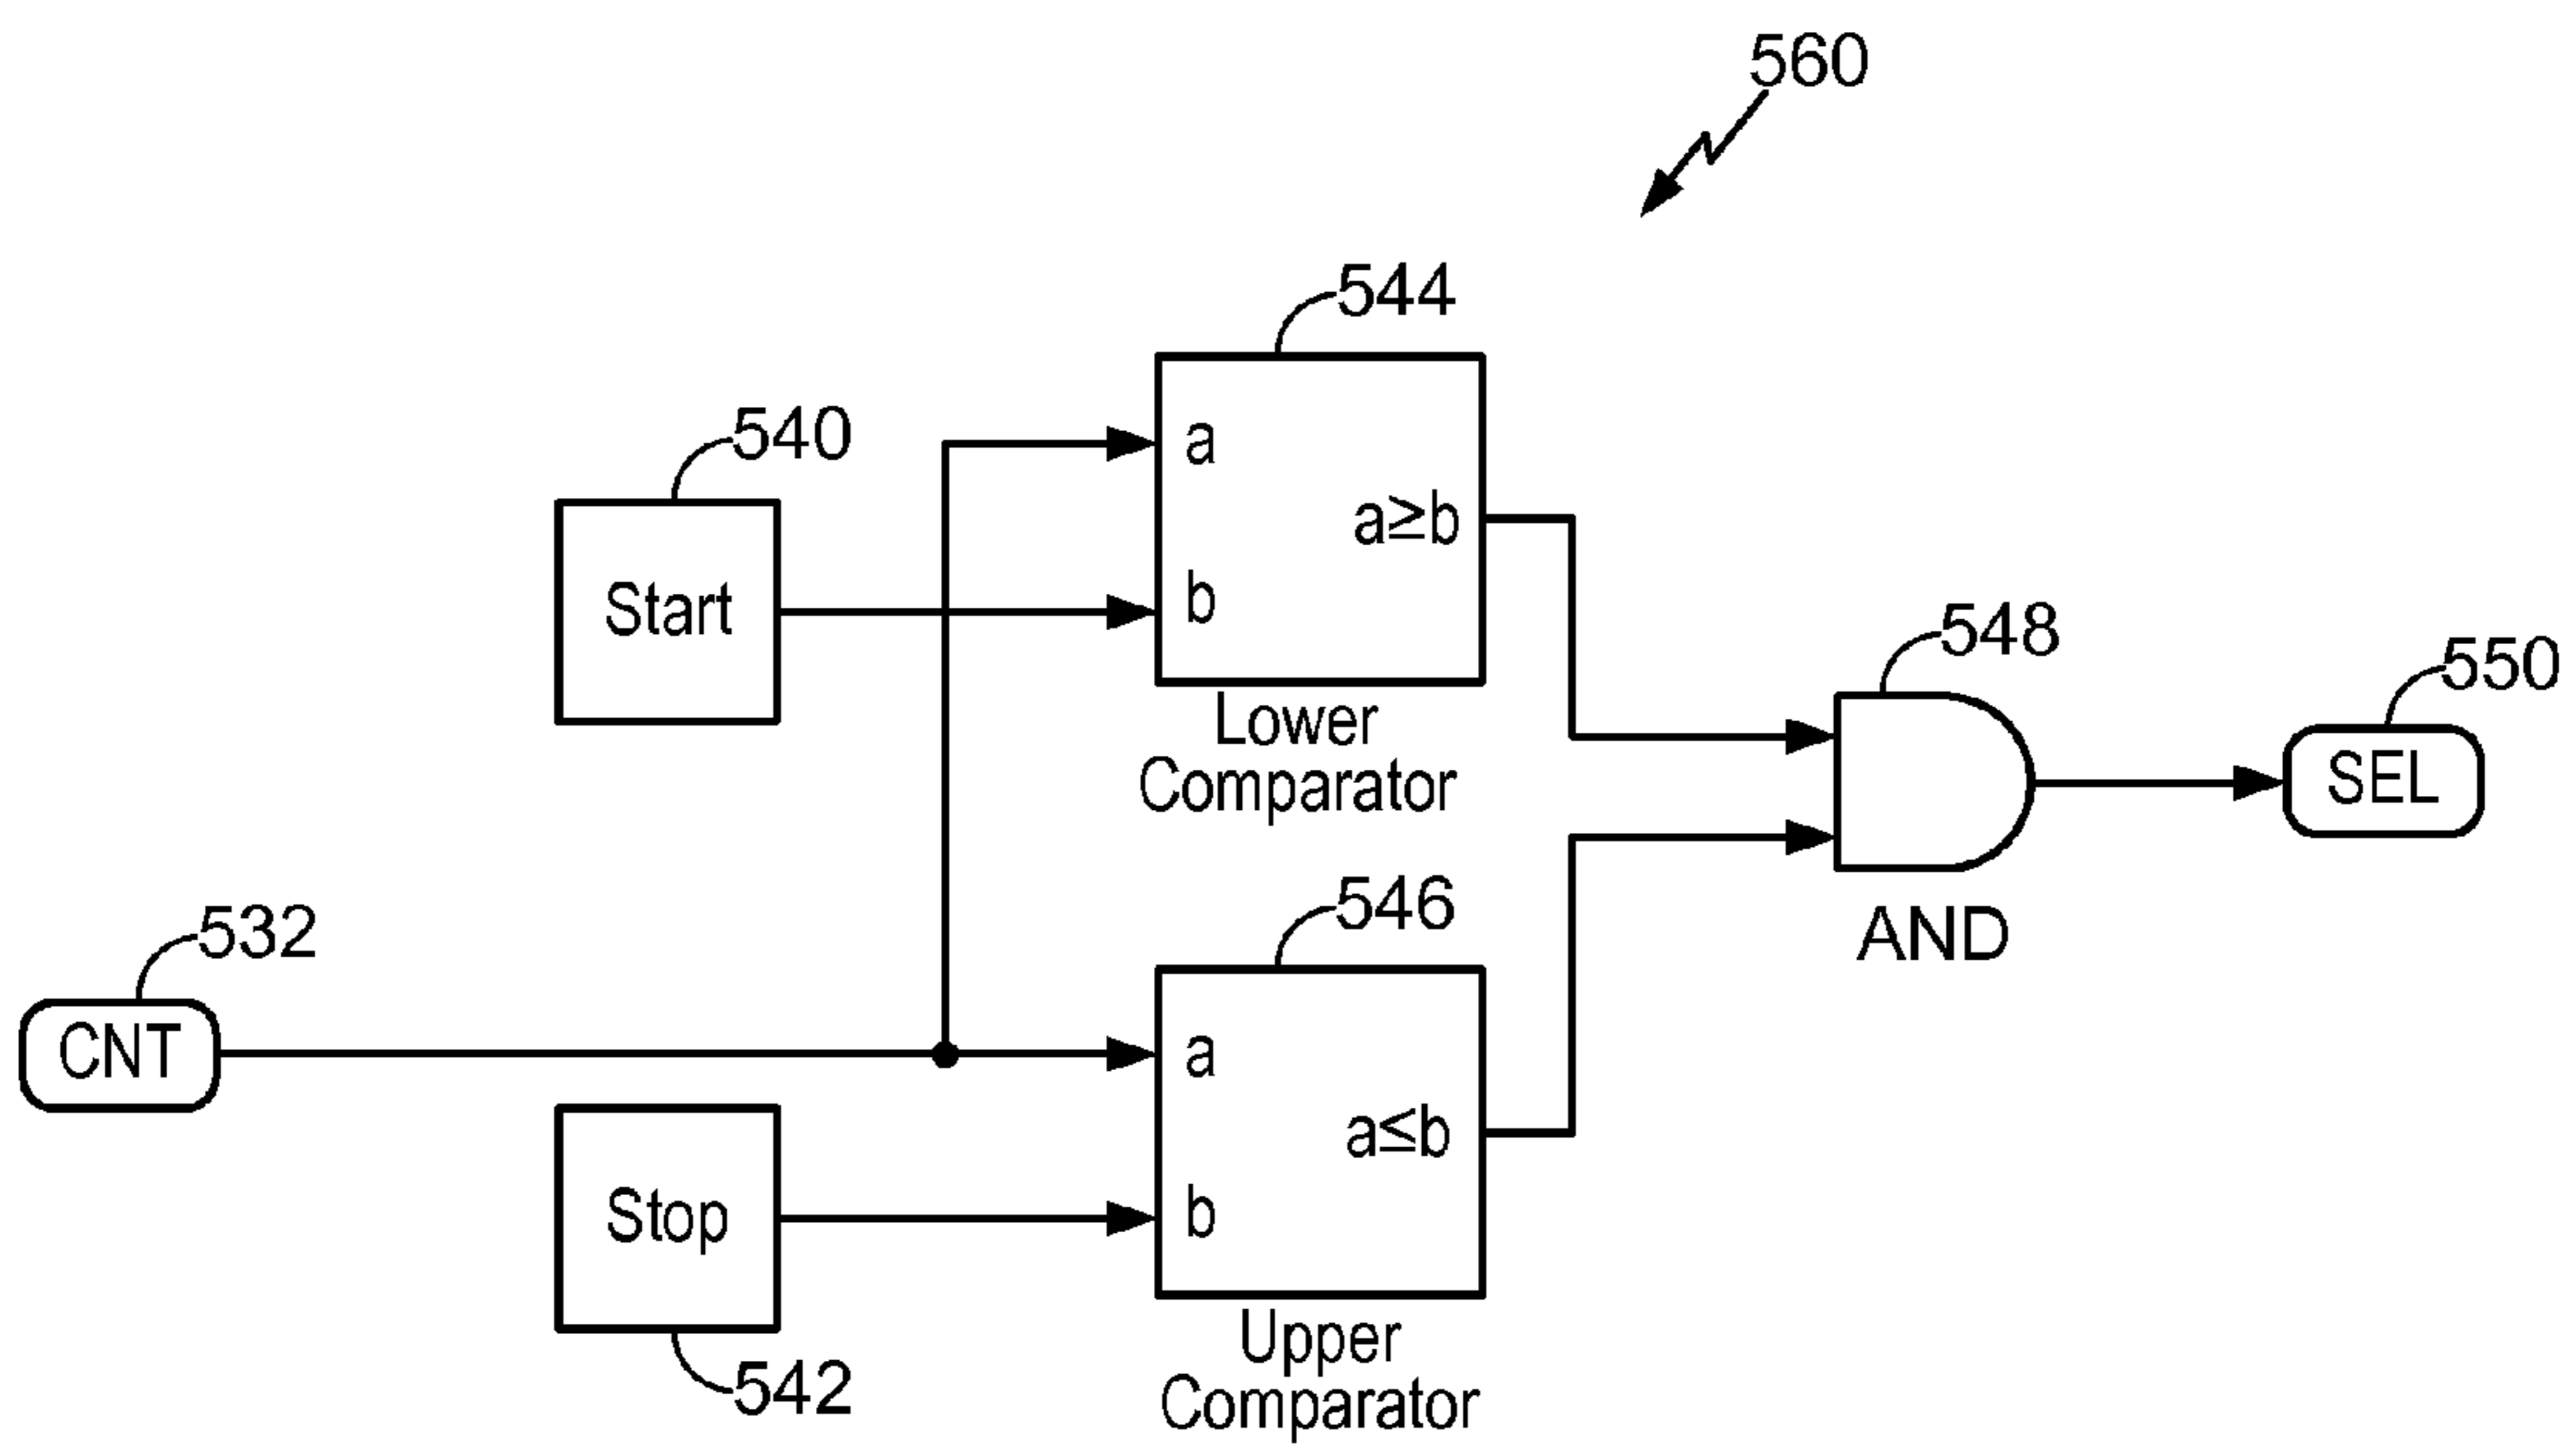 560
544
540
a
a≥b
Start
b
548
550
Lower
Comparator
SEL
546
532
AND
CNT
a
a≤b
Stop
b
Upper
Comparator
542